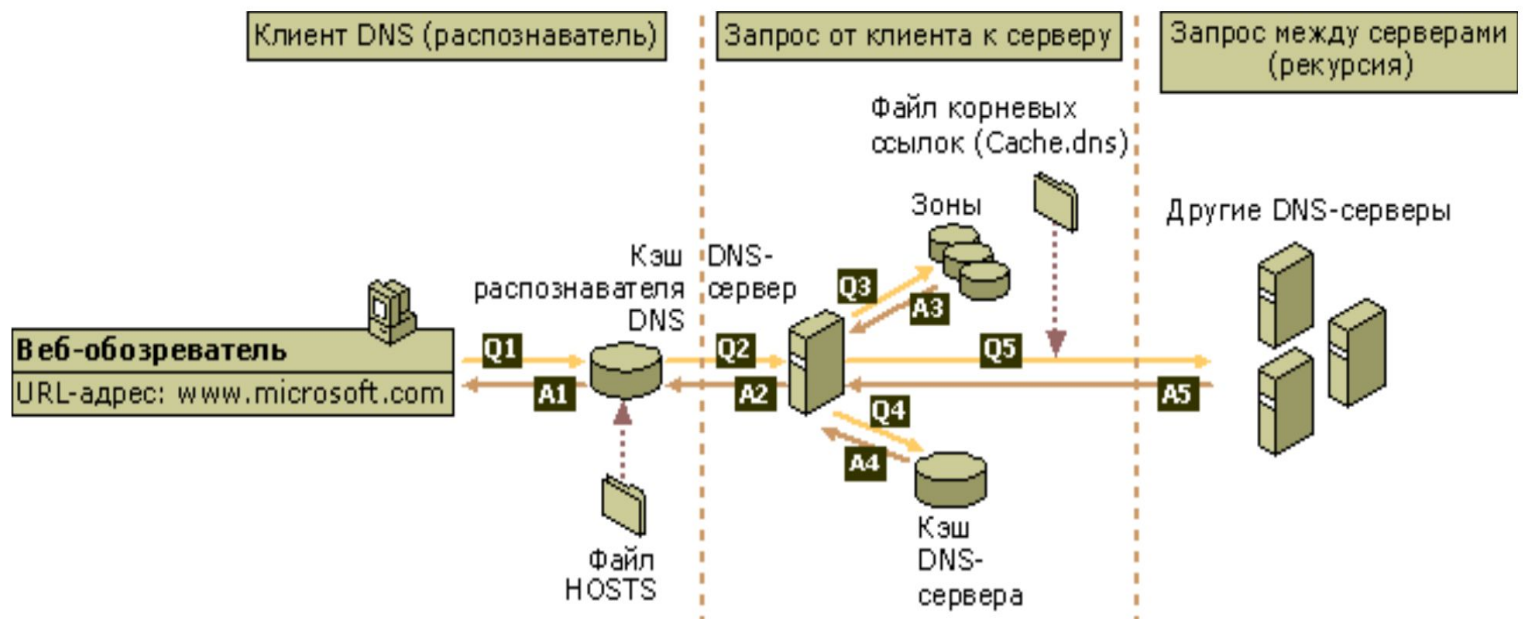 Клиент DNS (распознаватель)
Запрос от клиента к серверу
Запрос между серверами
(рекурсия)
Файл корневых
ссылок (Cache.dns)
Зоны
Другие DNS-серверы
Кэш
распознавателя
DNS
DNS-
сервер
Q3
A3
Веб-обозреватель
URL-адрес: www.microsoft.com
Q1
A1
Q2
A2
Q5
A5
Q4
A4
Файл
HOSTS
Кэш
DNS-
сервера